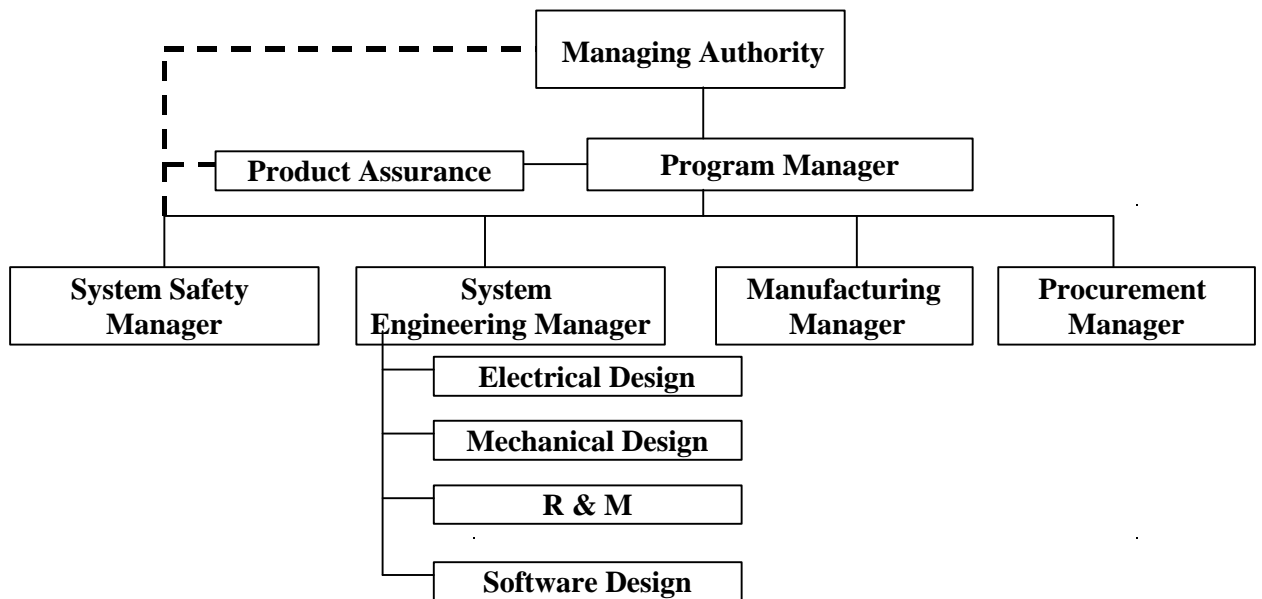 Managing Authority
Product Assurance
Program Manager
System Safety
Manager
System
Engineering Manager
Manufacturing
Manager
Procurement
Manager
Electrical Design
Mechanical Design
R & M
Software Design